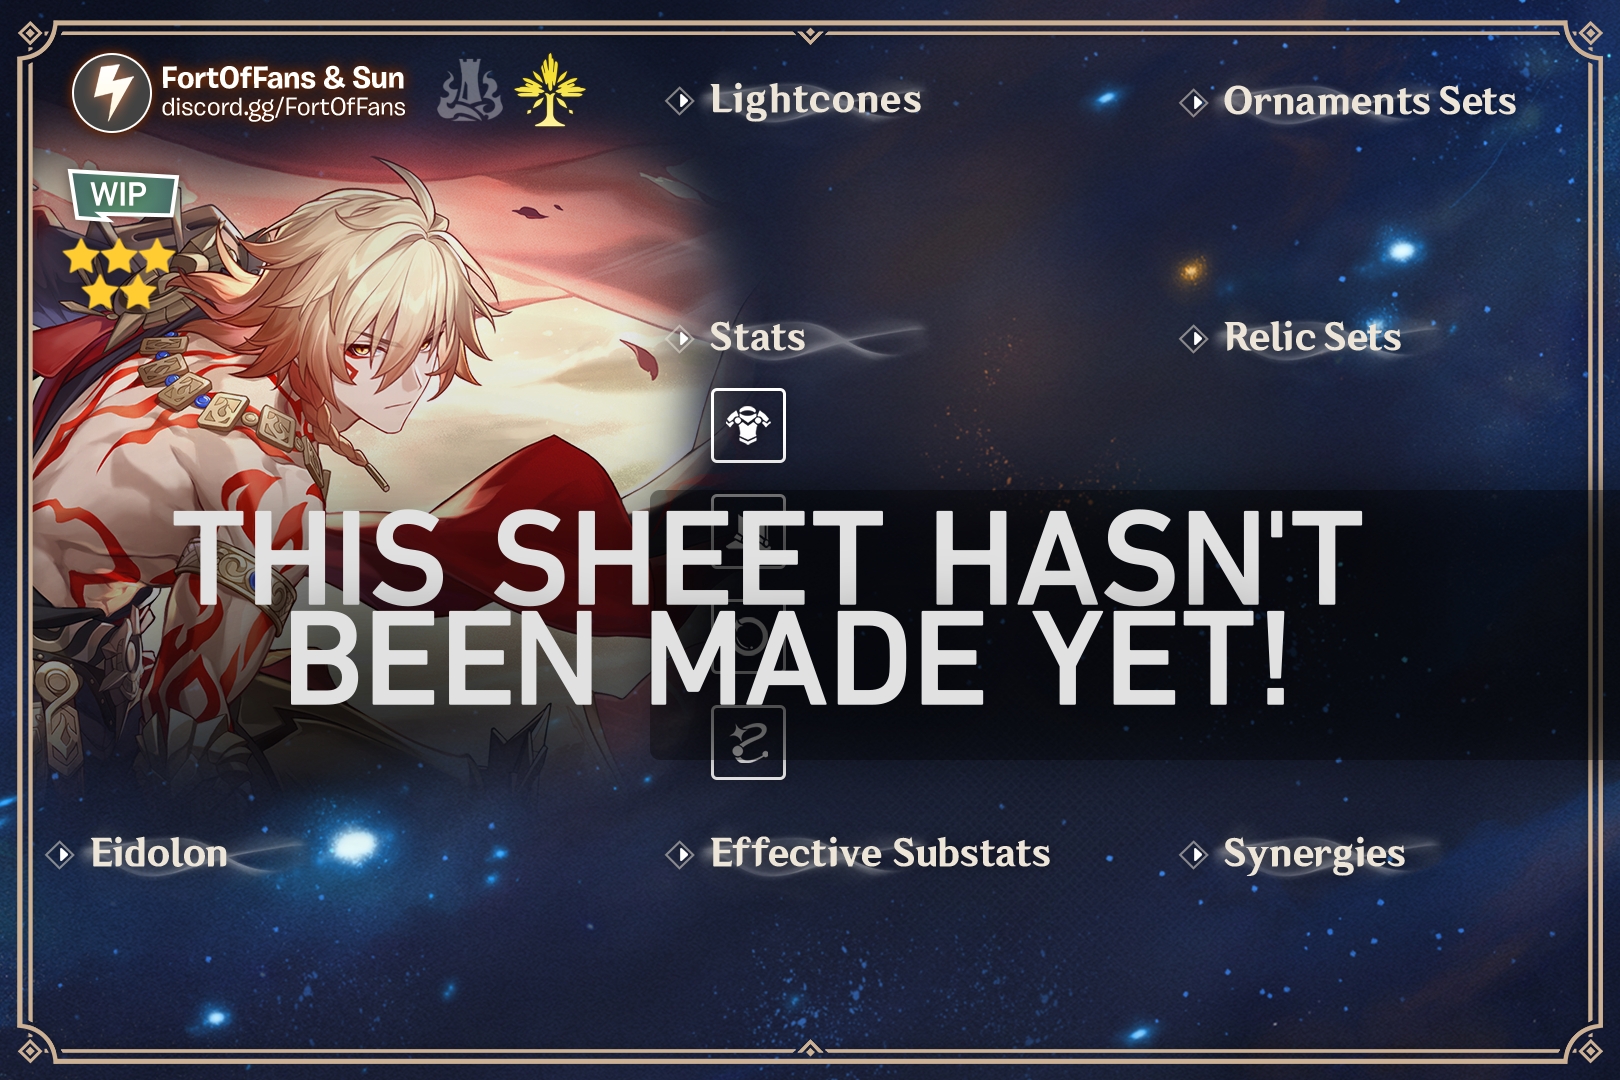 FortOfFans & Sun
discord.gg/FortOfFans
WIP
Lightcones
Ornaments Sets
Stats
Relic Sets
THIS SHEET HASN'T
BEEN MADE YET!
Eidolon
Effective Substats
Synergies